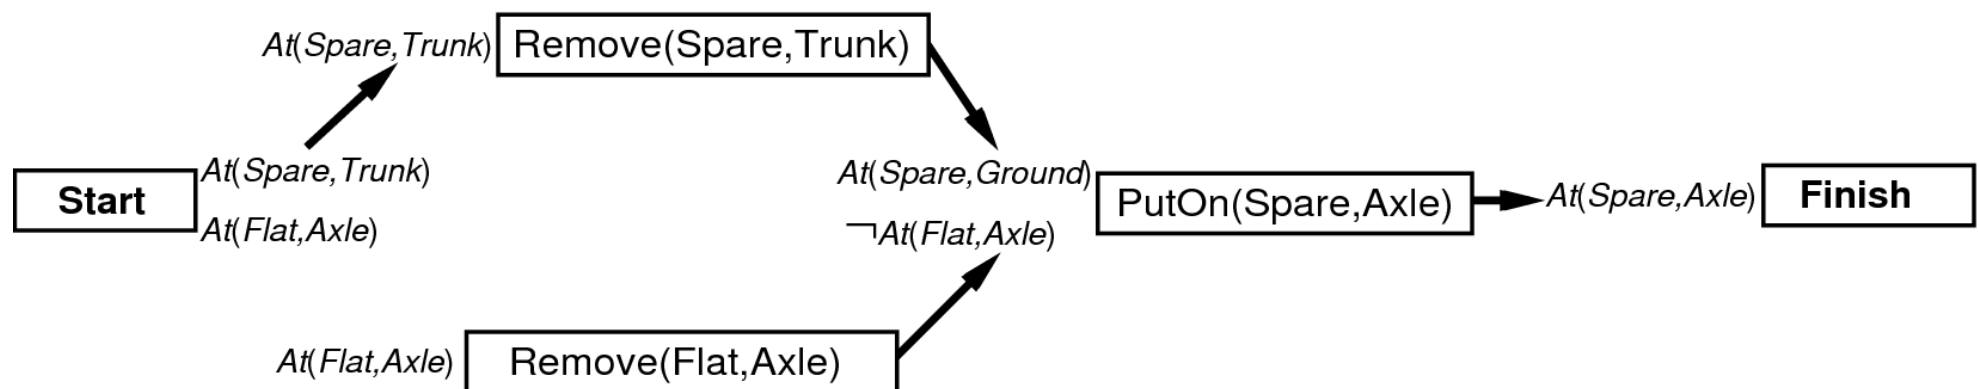 At(Spare,Trunk) Remove(Spare,Trunk)
Start At(Spare,Trunk)
At(Flat,Axle)
At(Spare,Ground)
¬At(Flat,Axle)
PutOn(Spare,Axle)
At(Spare,Axle) Finish
At(Flat,Axle) Remove(Flat,Axle)